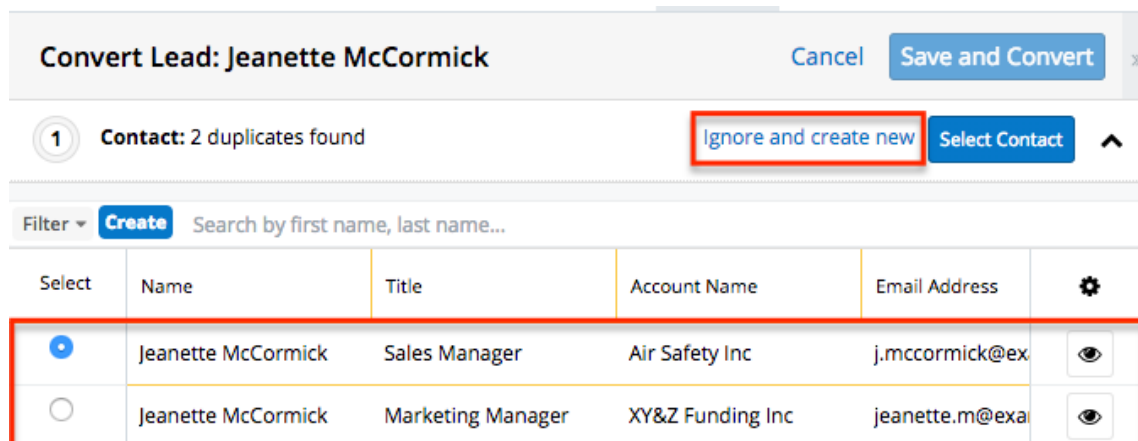 Convert Lead: Jeanette McCormick Cancel Save and Convert
1 Contact: 2 duplicates found Ignore and create new Select Contact
Filter Create Search by first name, last name...
Select Name Title Account Name Email Address
Jeanette McCormick Sales Manager Air Safety Inc j.mccormick@ex
Jeanette McCormick Marketing Manager XY&Z Funding Inc jeanette.m@exa